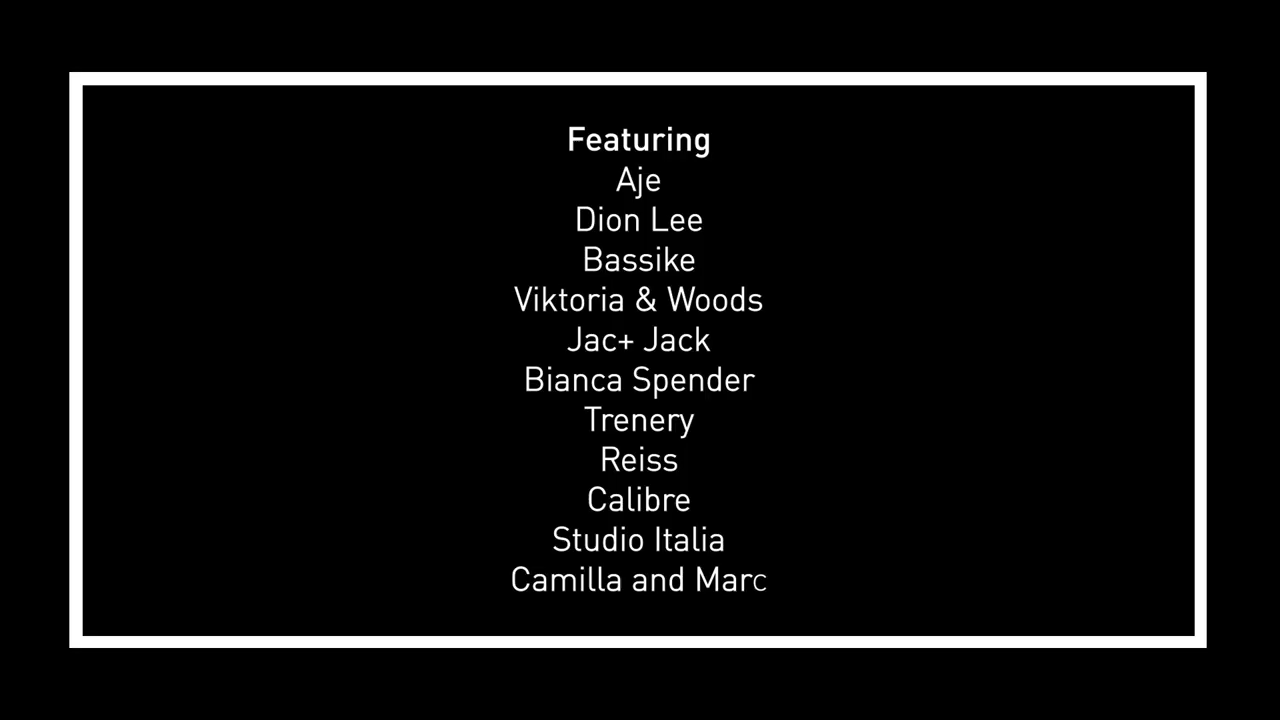 Featuring
Aje
Dion Lee
Bassike
Viktoria & Woods
Jac+ Jack
Bianca Spender
Trenery
Reiss
Calibre
Studio Italia
Camilla and Marc